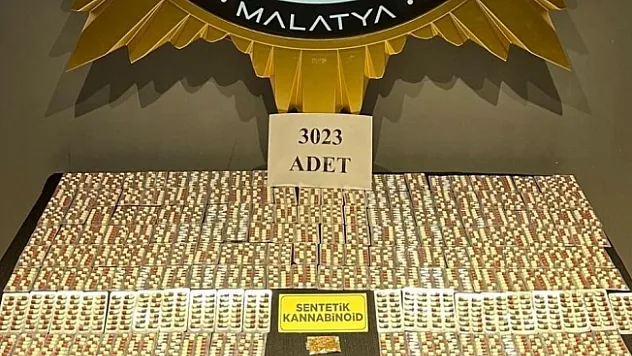 MALATYA
3023
ADET
SENTETİK
KANNABİNOİD